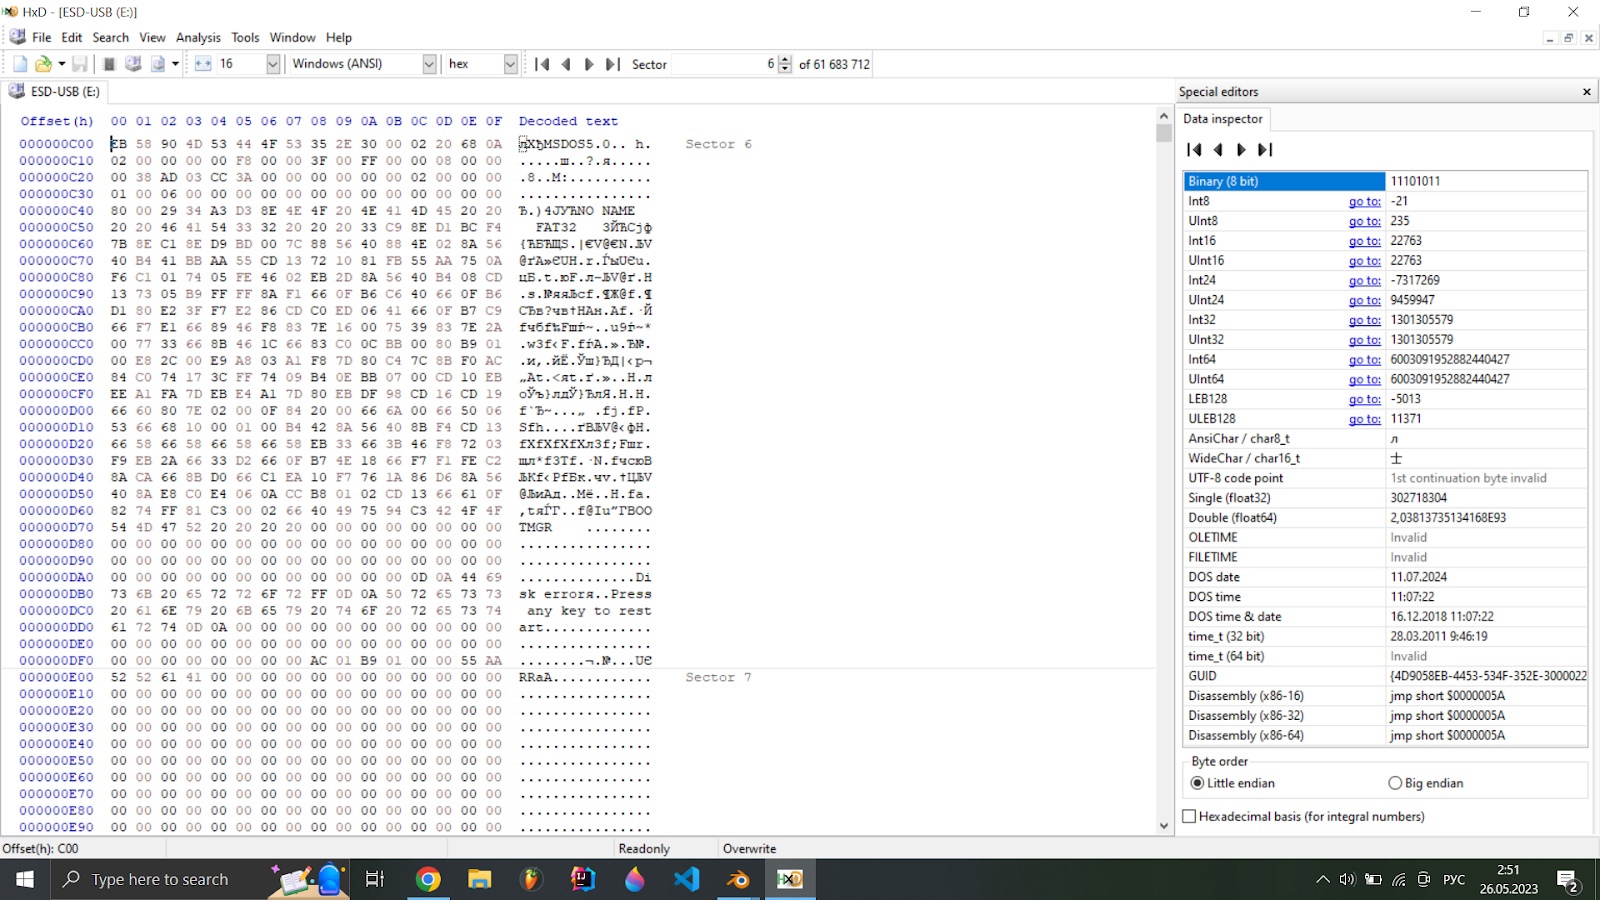 HxD - [ESD-USB (E:)]
File Edit Search View Analysis Tools Window Help
16 Windows (ANSI) hex Sector 6 of 61 683 712
ESD-USB (E:)
Offset(h) 00 01 02 03 04 05 06 07 08 09 0A 0B 0C 0D 0E 0F Decoded text
000000C00 EB 58 90 4D 53 44 4F 53 35 2E 30 00 02 20 68 0A лXђMSDOS5.0.. h. Sector 6
000000C10 02 00 00 00 00 F8 00 00 3F 00 FF 00 00 08 00 00 .....ш..?.я.....
000000C20 00 38 AD 03 CC 3A 00 00 00 00 00 00 02 00 00 00 .8­.М:..........
000000C30 01 00 06 00 00 00 00 00 00 00 00 00 00 00 00 00 ................
000000C40 80 00 29 34 A3 D3 8E 4E 4F 20 4E 41 4D 45 20 20 Ђ.)4ЈУЋNO NAME
000000C50 20 20 46 41 54 33 32 20 20 20 33 C9 8E D1 BC F4 FAT32 3ЙЋСјф
000000C60 7B 8E C1 8E D9 BD 00 7C 88 56 40 88 4E 02 8A 56 {ЋБЋЩЅ.|€V@€N.ЉV
000000C70 40 B4 41 BB AA 55 CD 13 72 10 81 FB 55 AA 75 0A @ґA»ЄUН.r.ЃыUЄu.
000000C80 F6 C1 01 74 05 FE 46 02 EB 2D 8A 56 40 B4 08 CD цБ.t.юF.л-ЉV@ґ.Н
000000C90 13 73 05 B9 FF FF 8A F1 66 0F B6 C6 40 66 0F B6 .s.№яяЉсf.¶Ж@f.¶
000000CA0 D1 80 E2 3F F7 E2 86 CD C0 ED 06 41 66 0F B7 C9 СЂв?чв†НАн.Af.·Й
000000CB0 66 F7 E1 66 89 46 F8 83 7E 16 00 75 39 83 7E 2A fчбf‰Fшѓ~..u9ѓ~*
000000CC0 00 77 33 66 8B 46 1C 66 83 C0 0C BB 00 80 B9 01 .w3f‹F.fѓА.».Ђ№.
000000CD0 00 E8 2C 00 E9 A8 03 A1 F8 7D 80 C4 7C 8B F0 AC .и,.йЁ.Ўш}ЂД|‹р¬
000000CE0 84 C0 74 17 3C FF 74 09 B4 0E BB 07 00 CD 10 EB „Аt.<яt.ґ.»..Н.л
000000CF0 EE A1 FA 7D EB E4 A1 7D 80 EB DF 98 CD 16 CD 19 оЎъ}лдЎ}ЂлЯ.Н.Н.
000000D00 66 60 80 7E 02 00 0F 84 20 00 66 6A 00 66 50 06 f`Ђ~...„ .fj.fP.
000000D10 53 66 68 10 00 01 00 B4 42 8A 56 40 8B F4 CD 13 Sfh....ґBЉV@‹фН.
000000D20 66 58 66 58 66 58 66 58 EB 33 66 3B 46 F8 72 03 fXfXfXfXл3f;Fшr.
000000D30 F9 EB 2A 66 33 D2 66 0F B7 4E 18 66 F7 F1 FE C2 щл*f3Тf.·N.fчсюВ
000000D40 8A CA 66 8B D0 66 C1 EA 10 F7 76 1A 86 D6 8A 56 ЉКf‹РfБк.чv.†ЦЉV
000000D50 40 8A E8 C0 E4 06 0A CC B8 01 02 CD 13 66 61 0F @ЉиАд..Мё..Н.fa.
000000D60 82 74 FF 81 C3 00 02 66 40 49 75 94 C3 42 4F 4F ‚tяЃГ..f@Iu”ГBOO
000000D70 54 4D 47 52 20 20 20 20 00 00 00 00 00 00 00 00 TMGR ........
000000D80 00 00 00 00 00 00 00 00 00 00 00 00 00 00 00 00 ................
000000D90 00 00 00 00 00 00 00 00 00 00 00 00 00 00 00 00 ................
000000DA0 00 00 00 00 00 00 00 00 00 00 00 00 0D 0A 44 69 ..............Di
000000DB0 73 6B 20 65 72 72 6F 72 FF 0D 0A 50 72 65 73 73 sk errorя..Press
000000DC0 20 61 6E 79 20 6B 65 79 20 74 6F 20 72 65 73 74 any key to rest
000000DD0 61 72 74 0D 0A 00 00 00 00 00 00 00 00 00 00 00 art.............
000000DE0 00 00 00 00 00 00 00 00 00 00 00 00 00 00 00 00 ................
000000DF0 00 00 00 00 00 00 00 00 AC 01 B9 01 00 00 55 AA ........¬.№...UЄ
000000E00 52 52 61 41 00 00 00 00 00 00 00 00 00 00 00 00 RRaA............ Sector 7
000000E10 00 00 00 00 00 00 00 00 00 00 00 00 00 00 00 00 ................
000000E20 00 00 00 00 00 00 00 00 00 00 00 00 00 00 00 00 ................
000000E30 00 00 00 00 00 00 00 00 00 00 00 00 00 00 00 00 ................
000000E40 00 00 00 00 00 00 00 00 00 00 00 00 00 00 00 00 ................
000000E50 00 00 00 00 00 00 00 00 00 00 00 00 00 00 00 00 ................
000000E60 00 00 00 00 00 00 00 00 00 00 00 00 00 00 00 00 ................
000000E70 00 00 00 00 00 00 00 00 00 00 00 00 00 00 00 00 ................
000000E80 00 00 00 00 00 00 00 00 00 00 00 00 00 00 00 00 ................
000000E90 00 00 00 00 00 00 00 00 00 00 00 00 00 00 00 00 ................
Special editors
Data inspector
Binary (8 bit) 11101011
Int8 go to: -21
UInt8 go to: 235
Int16 go to: 22763
UInt16 go to: 22763
Int24 go to: -7317269
UInt24 go to: 9459947
Int32 go to: 1301305579
UInt32 go to: 1301305579
Int64 go to: 6003091952882440427
UInt64 go to: 6003091952882440427
LEB128 go to: -5013
ULEB128 go to: 11371
AnsiChar / char8_t л
WideChar / char16_t 士
UTF-8 code point 1st continuation byte invalid
Single (float32) 302718304
Double (float64) 2,03813735134168E93
OLETIME Invalid
FILETIME Invalid
DOS date 11.07.2024
DOS time 11:07:22
DOS time & date 16.12.2018 11:07:22
time_t (32 bit) 28.03.2011 9:46:19
time_t (64 bit) Invalid
GUID {4D9058EB-4453-534F-352E-3000022
Disassembly (x86-16) jmp short $0000005A
Disassembly (x86-32) jmp short $0000005A
Disassembly (x86-64) jmp short $0000005A
Byte order
Little endian Big endian
Hexadecimal basis (for integral numbers)
Offset(h): C00 Readonly Overwrite
Type here to search
РУС
2:51
26.05.2023
2